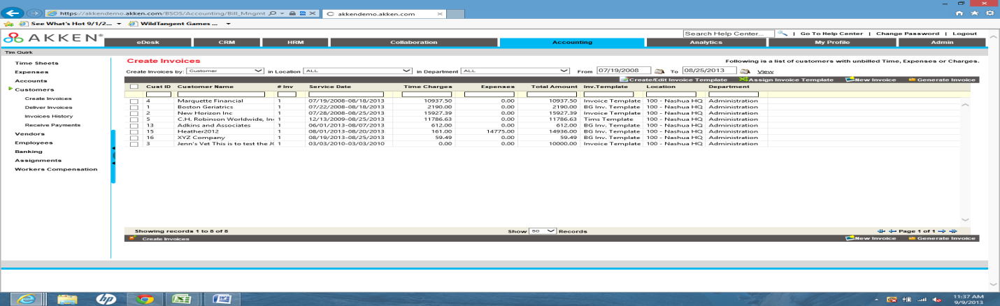 https://akkendemo.akken.com/BSOS/Accounting/Bill_Mngmt
akkendemo.akken.com
See What's Hot 9/1/2...
WildTangent Games ...
AKKEN
Search Help Center...
| Go To Help Center | Change Password | Logout
eDesk CRM HRM Collaboration Accounting Analytics My Profile Admin
Tim Quirk
Time Sheets
Expenses
Accounts
Customers
Create Invoices
Deliver Invoices
Invoices History
Receive Payments
Vendors
Employees
Banking
Assignments
Workers Compensation
Create Invoices
Following is a list of customers with unbilled Time, Expenses or Charges.
Create Invoices by: Customer in Location ALL in Department ALL From 07/19/2008 To 08/25/2013 View
Create/Edit Invoice Template Assign Invoice Template New Invoice Generate Invoice
Cust ID Customer Name # Inv Service Date Time Charges Expenses Total Amount Inv.Template Location Department
4 Marquette Financial 1 07/19/2008-08/18/2013 10937.50 0.00 10937.50 Invoice Template 100 - Nashua HQ Administration
1 Boston Geriatrics 1 07/22/2008-08/18/2013 2190.00 0.00 2190.00 BG Inv. Template 100 - Nashua HQ Administration
2 New Horizon Inc 1 07/28/2008-08/25/2013 15927.39 0.00 15927.39 Invoice Template 100 - Nashua HQ Administration
5 C.H. Robinson Worldwide, In 1 12/13/2009-08/25/2013 11786.63 0.00 11786.63 Tims Template 100 - Nashua HQ Administration
13 Adkins and Associates 1 06/01/2013-08/07/2013 612.00 0.00 612.00 BG Inv. Template 100 - Nashua HQ Administration
15 Heather2012 1 08/01/2013-08/20/2013 161.00 14775.00 14936.00 BG Inv. Template 100 - Nashua HQ Administration
16 XYZ Company 1 08/19/2013-08/25/2013 59.49 0.00 59.49 BG Inv. Template 100 - Nashua HQ Administration
3 Jenn's Vet This is to test the 1 03/03/2010-03/03/2010 0.00 0.00 10000.00 Invoice Template 100 - Nashua HQ Administration
Showing records 1 to 8 of 8
Show 50 Records
Page 1 of 1
Create Invoices
New Invoice Generate Invoice
11:37 AM
9/9/2013